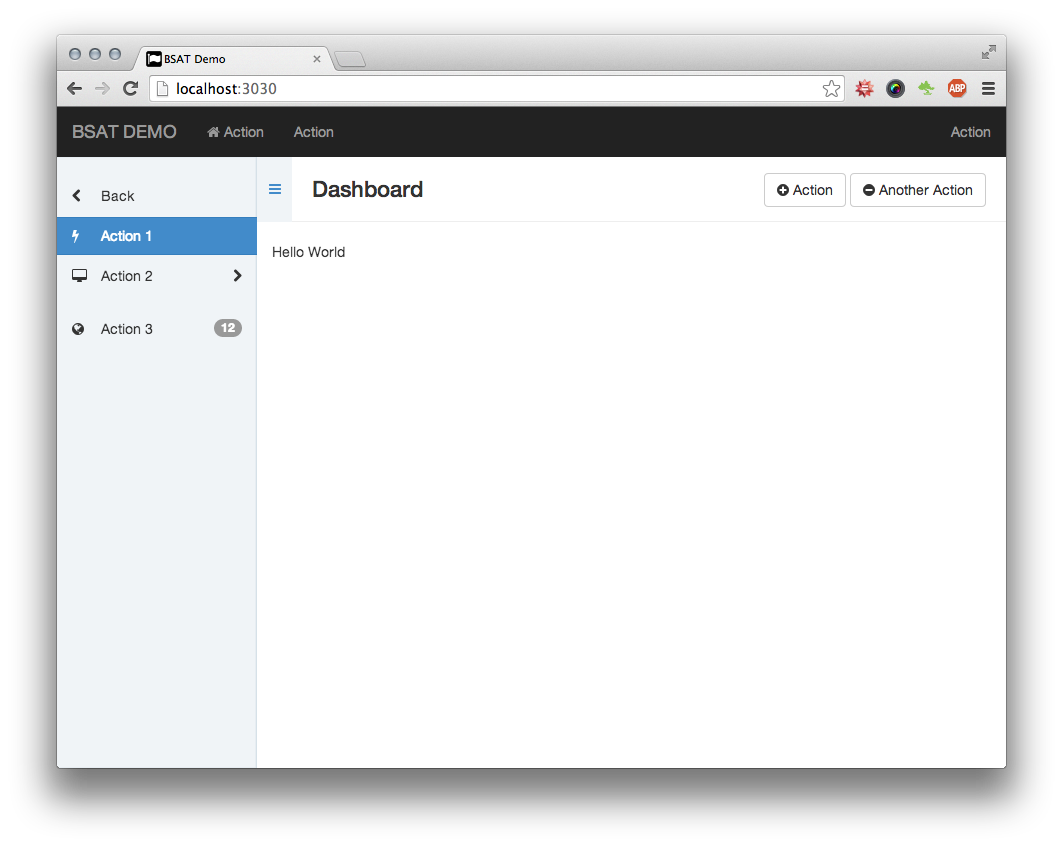 BSAT Demo
localhost:3030
ABP
BSAT DEMO Action Action Action
Back
Action 1
Action 2
Action 3 12
Dashboard
Action Another Action
Hello World